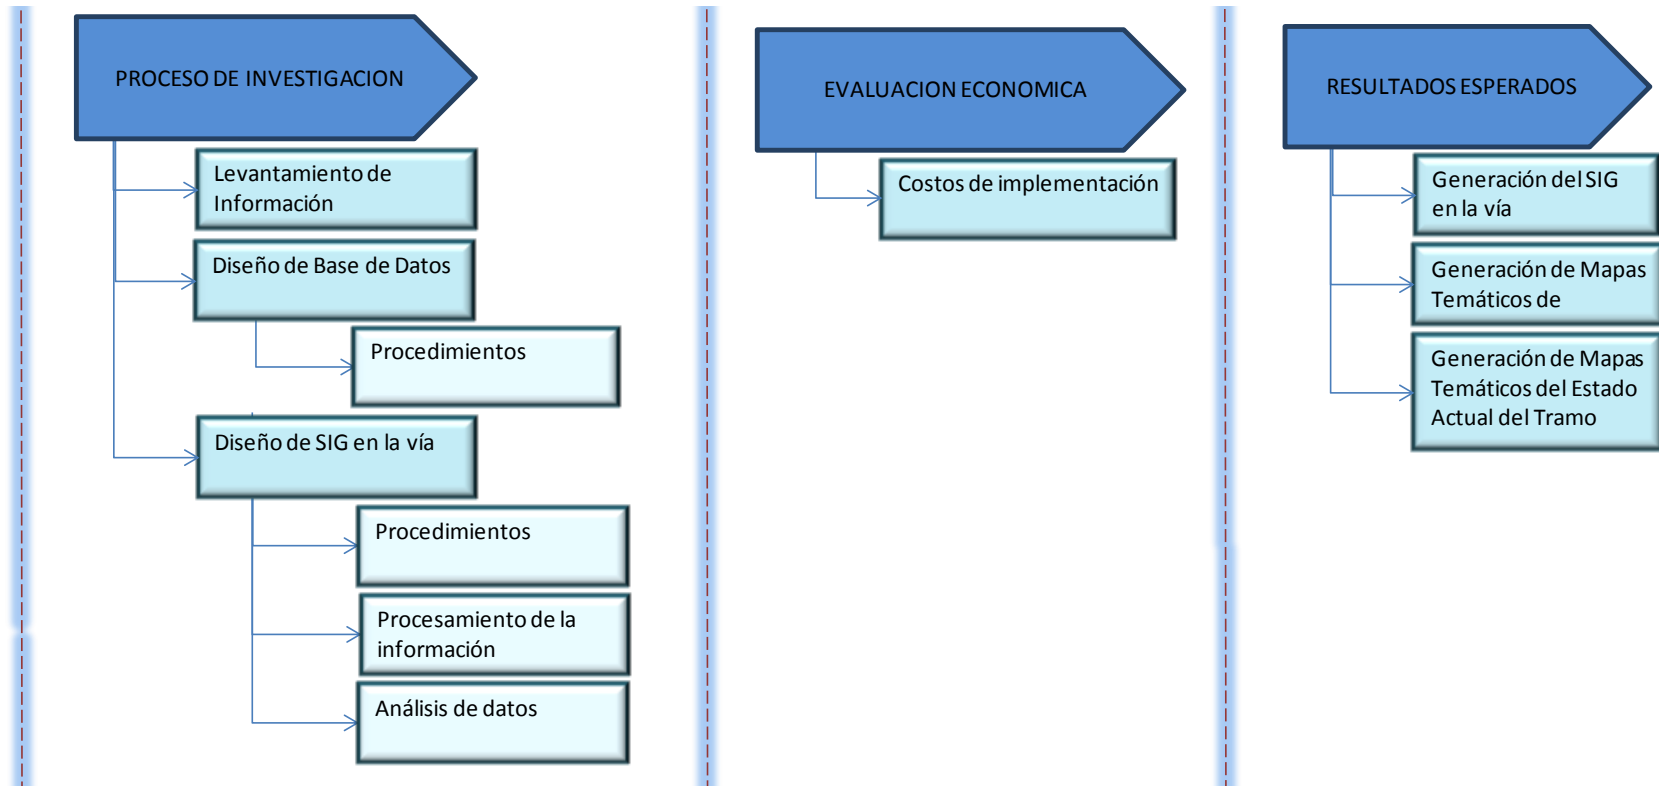 PROCESO DE INVESTIGACION
Levantamiento de
Información
Diseño de Base de Datos
Procedimientos
Diseño de SIG en la vía
Procedimientos
Procesamiento de la
información
Análisis de datos
EVALUACION ECONOMICA
Costos de implementación
RESULTADOS ESPERADOS
Generación del SIG
en la vía
Generación de Mapas
Temáticos de
Generación de Mapas
Temáticos del Estado
Actual del Tramo